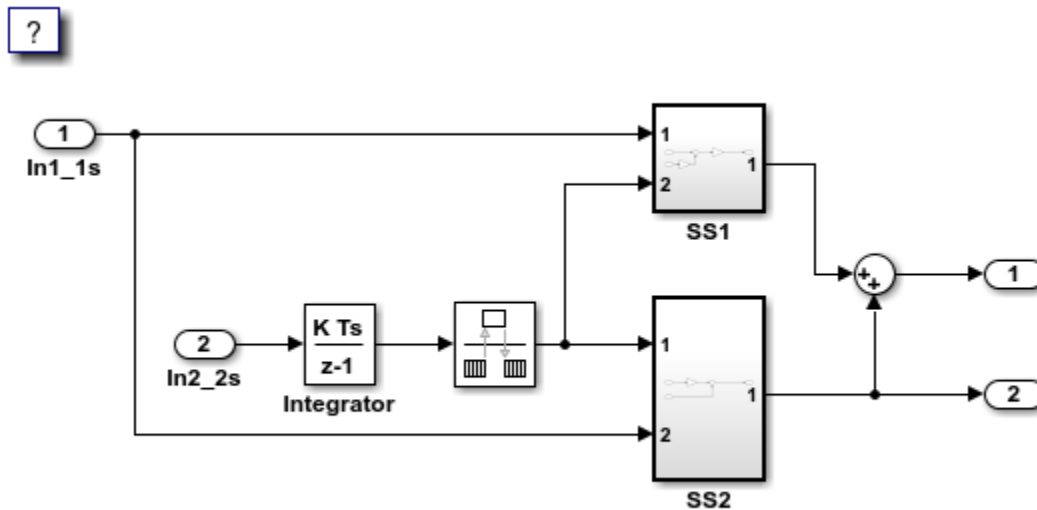 ?
1
In1_1s
1
2
1
SS1
+
+
1
2
In2_2s
K Ts
z-1
Integrator
1
2
1
SS2
2